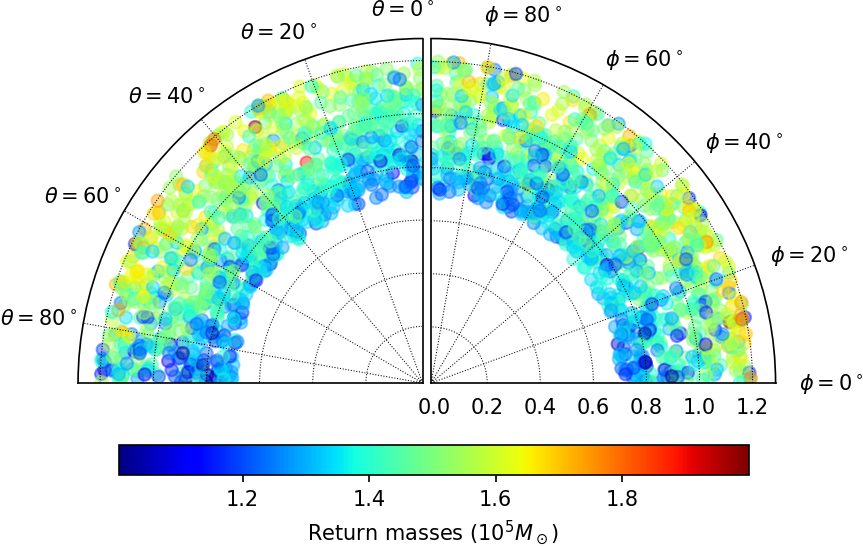 θ = 0°
ϕ = 80°
θ = 20°
ϕ = 60°
θ = 40°
ϕ = 40°
θ = 60°
ϕ = 20°
θ = 80°
ϕ = 0°
0.0 0.2 0.4 0.6 0.8 1.0 1.2
1.2 1.4 1.6 1.8
Return masses (10⁵M☉)